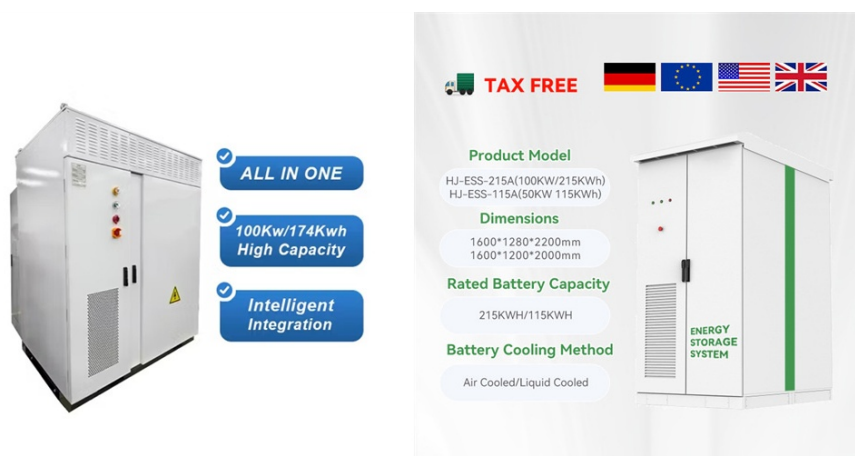 ALL IN ONE
100Kw/174Kwh
High Capacity
Intelligent
Integration
TAX FREE
Product Model
HJ-ESS-215A(100KW/215KWh)
HJ-ESS-115A(50KW 115KWh)
Dimensions
1600*1280*2200mm
1600*1200*2000mm
Rated Battery Capacity
215KWH/115KWH
Battery Cooling Method
Air Cooled/Liquid Cooled
ENERGY
STORAGE
SYSTEM